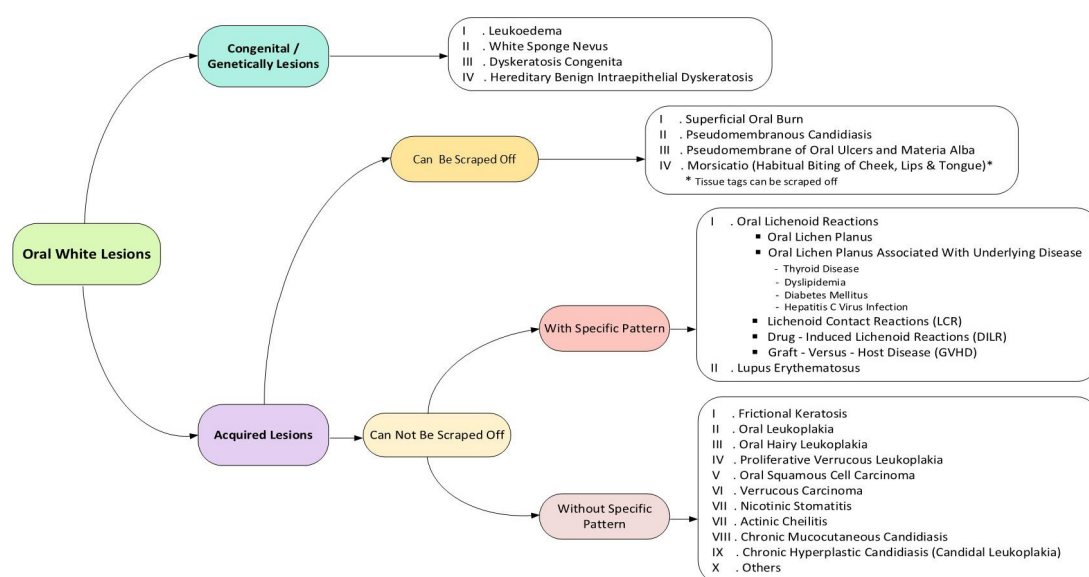 Congenital /
Genetically Lesions
I . Leukoedema
II . White Sponge Nevus
III . Dyskeratosis Congenita
IV . Hereditary Benign Intraepithelial Dyskeratosis
Can Be Scraped Off
I . Superficial Oral Burn
II . Pseudomembranous Candidiasis
III . Pseudomembrane of Oral Ulcers and Materia Alba
IV . Morsicatio (Habitual Biting of Cheek, Lips & Tongue)*
* Tissue tags can be scraped off
Oral White Lesions
With Specific Pattern
I . Oral Lichenoid Reactions
▪ Oral Lichen Planus
▪ Oral Lichen Planus Associated With Underlying Disease
- Thyroid Disease
- Dyslipidemia
- Diabetes Mellitus
- Hepatitis C Virus Infection
▪ Lichenoid Contact Reactions (LCR)
▪ Drug - Induced Lichenoid Reactions (DILR)
▪ Graft - Versus - Host Disease (GVHD)
II . Lupus Erythematosus
Acquired Lesions
Can Not Be Scraped Off
Without Specific
Pattern
I . Frictional Keratosis
II . Oral Leukoplakia
III . Oral Hairy Leukoplakia
IV . Proliferative Verrucous Leukoplakia
V . Oral Squamous Cell Carcinoma
VI . Verrucous Carcinoma
VII . Nicotinic Stomatitis
VII . Actinic Cheilitis
VIII . Chronic Mucocutaneous Candidiasis
IX . Chronic Hyperplastic Candidiasis (Candidal Leukoplakia)
X . Others